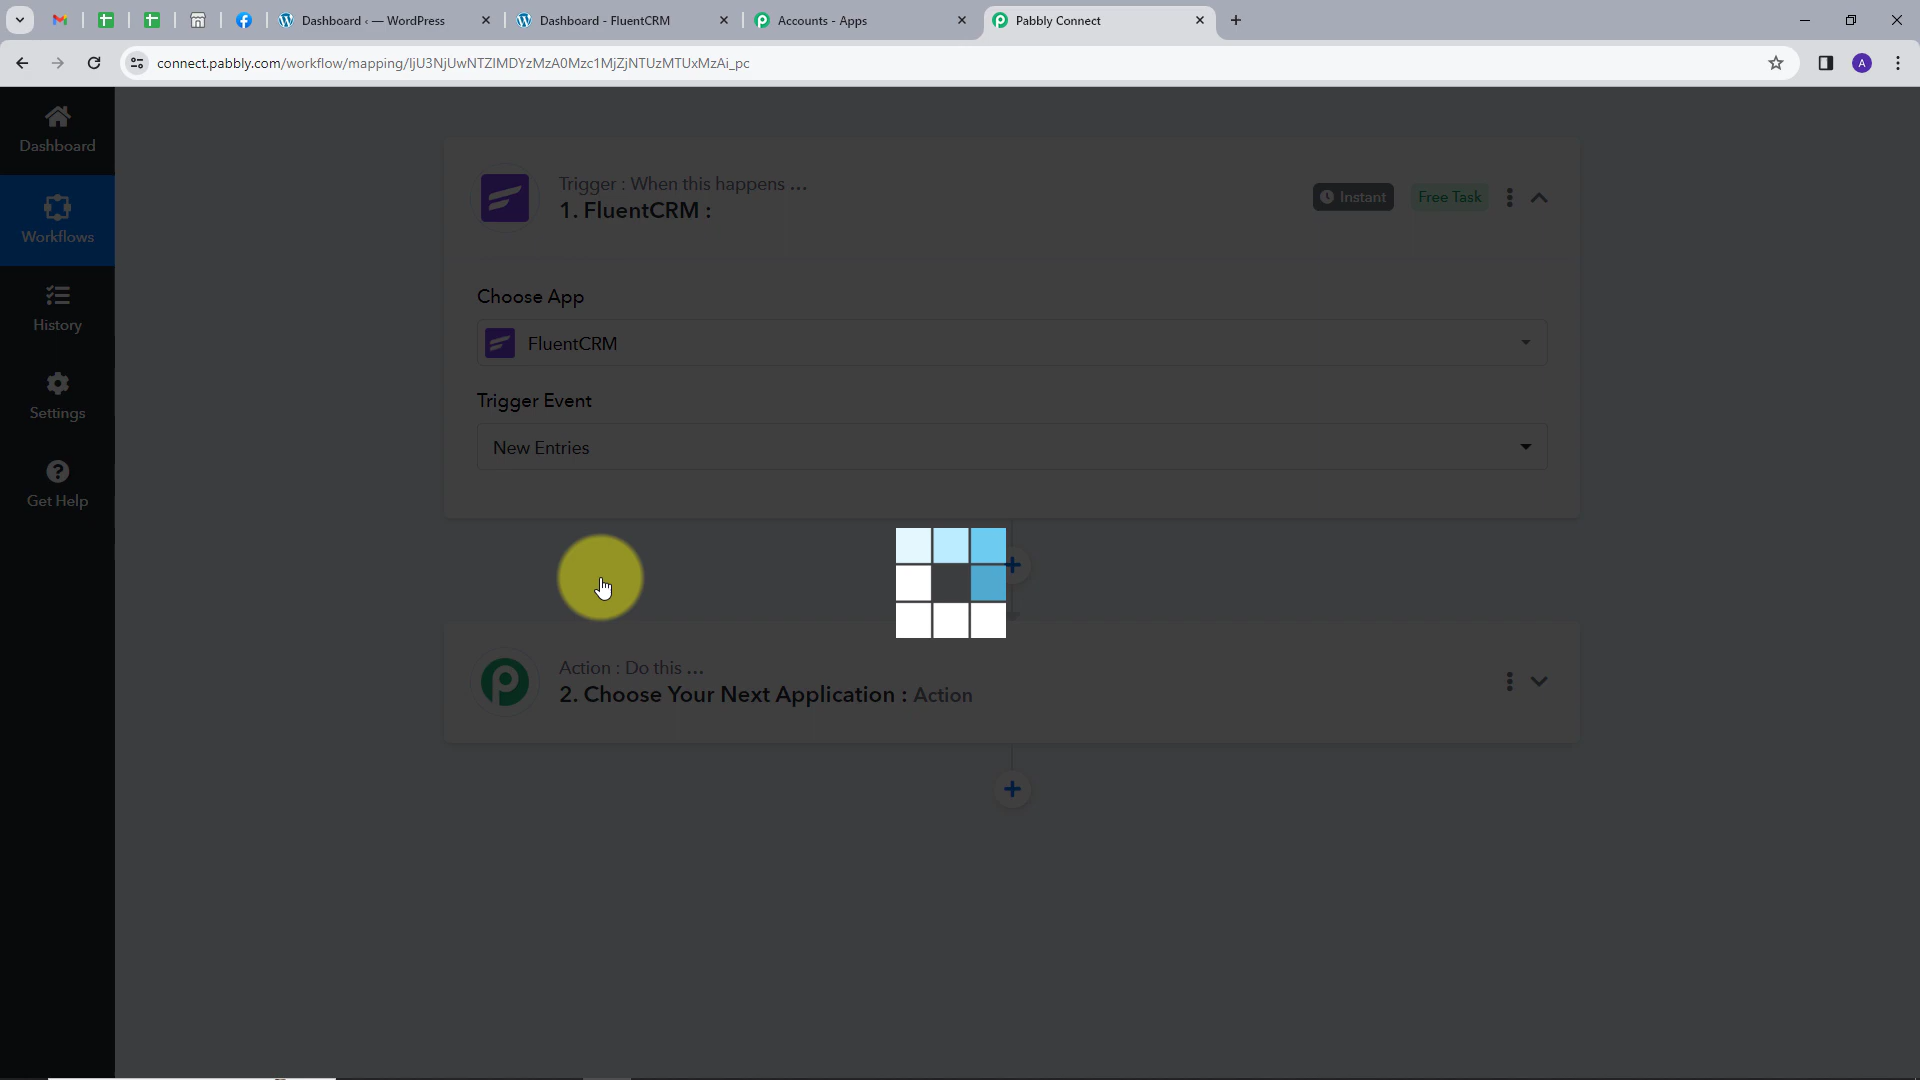 Dashboard ‹ — WordPress
Dashboard - FluentCRM
Accounts - Apps
Pabbly Connect
connect.pabbly.com/workflow/mapping/IjU3NjUwNTZlMDYzMzA0Mzc1MjZjNTUzMTUxMzAi_pc
A
Dashboard
Workflows
History
Settings
Get Help
Trigger : When this happens ...
1. FluentCRM :
Instant
Free Task
Choose App
FluentCRM
Trigger Event
New Entries
Action : Do this ...
2. Choose Your Next Application : Action